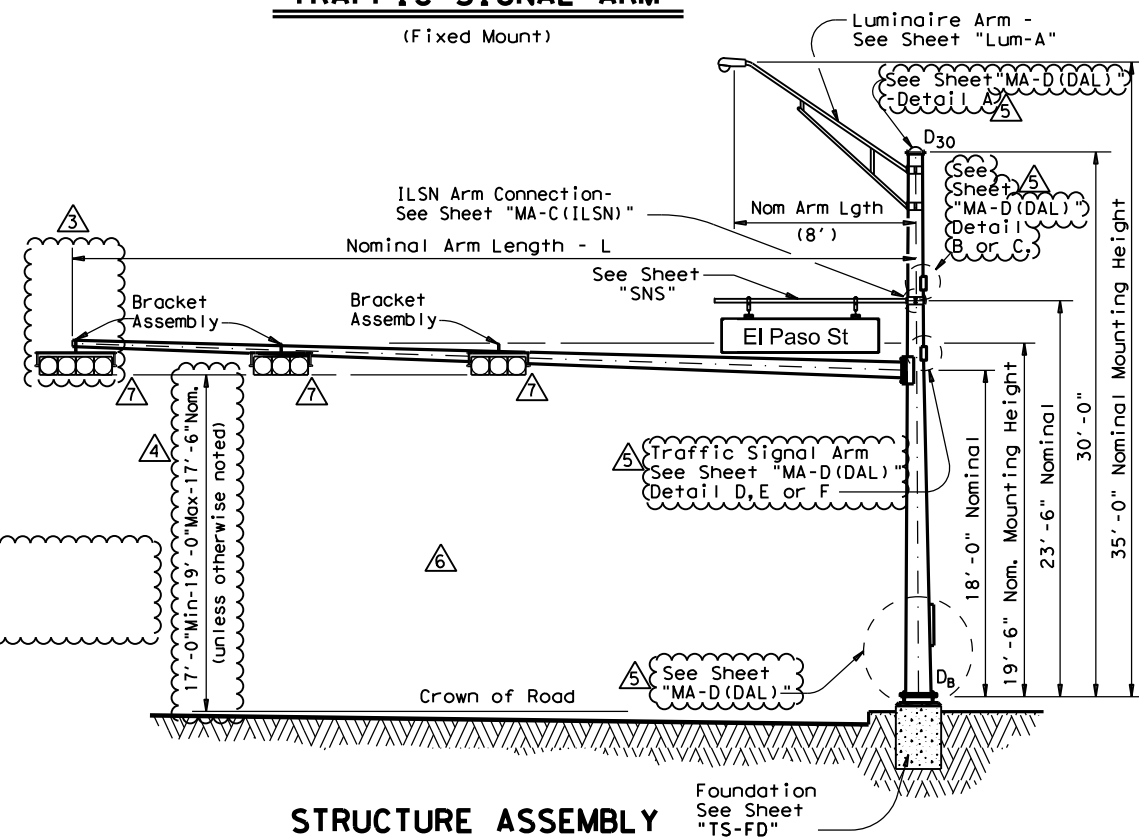 TRAFFIC SIGNAL ARM
(Fixed Mount)
Luminaire Arm -
See Sheet "Lum-A"
See Sheet "MA-D(DAL)"
-Detail A
5
D30
See
Sheet
"MA-D(DAL)"
Detail
B or C.
5
ILSN Arm Connection-
See Sheet "MA-C(ILSN)"
Nom Arm Lgth
(8')
3
Nominal Arm Length - L
See Sheet
"SNS"
Bracket
Assembly
Bracket
Assembly
El Paso St
7
7
7
4
17'-0"Min-19'-0"Max-17'-6"Nom.
(unless otherwise noted)
5
Traffic Signal Arm
See Sheet "MA-D(DAL)"
Detail D,E or F
6
18'-0" Nominal
19'-6" Nom. Mounting Height
23'-6" Nominal
30'-0"
35'-0" Nominal Mounting Height
5
See Sheet
"MA-D(DAL)"
DB
Crown of Road
Foundation
See Sheet
"TS-FD"
STRUCTURE ASSEMBLY